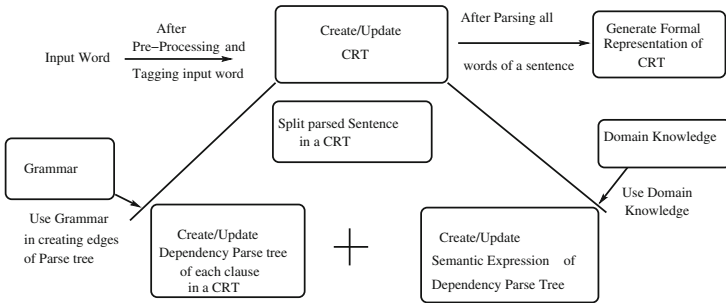 Input Word
After
Pre-Processing and
Tagging input word
Create/Update
CRT
After Parsing all
words of a sentence
Generate Formal
Representation of
CRT
Split parsed Sentence
in a CRT
Grammar
Use Grammar
in creating edges
of Parse tree
Domain Knowledge
Use Domain
Knowledge
Create/Update
Dependency Parse tree
of each clause
in a CRT
+
Create/Update
Semantic Expression of
Dependency Parse Tree